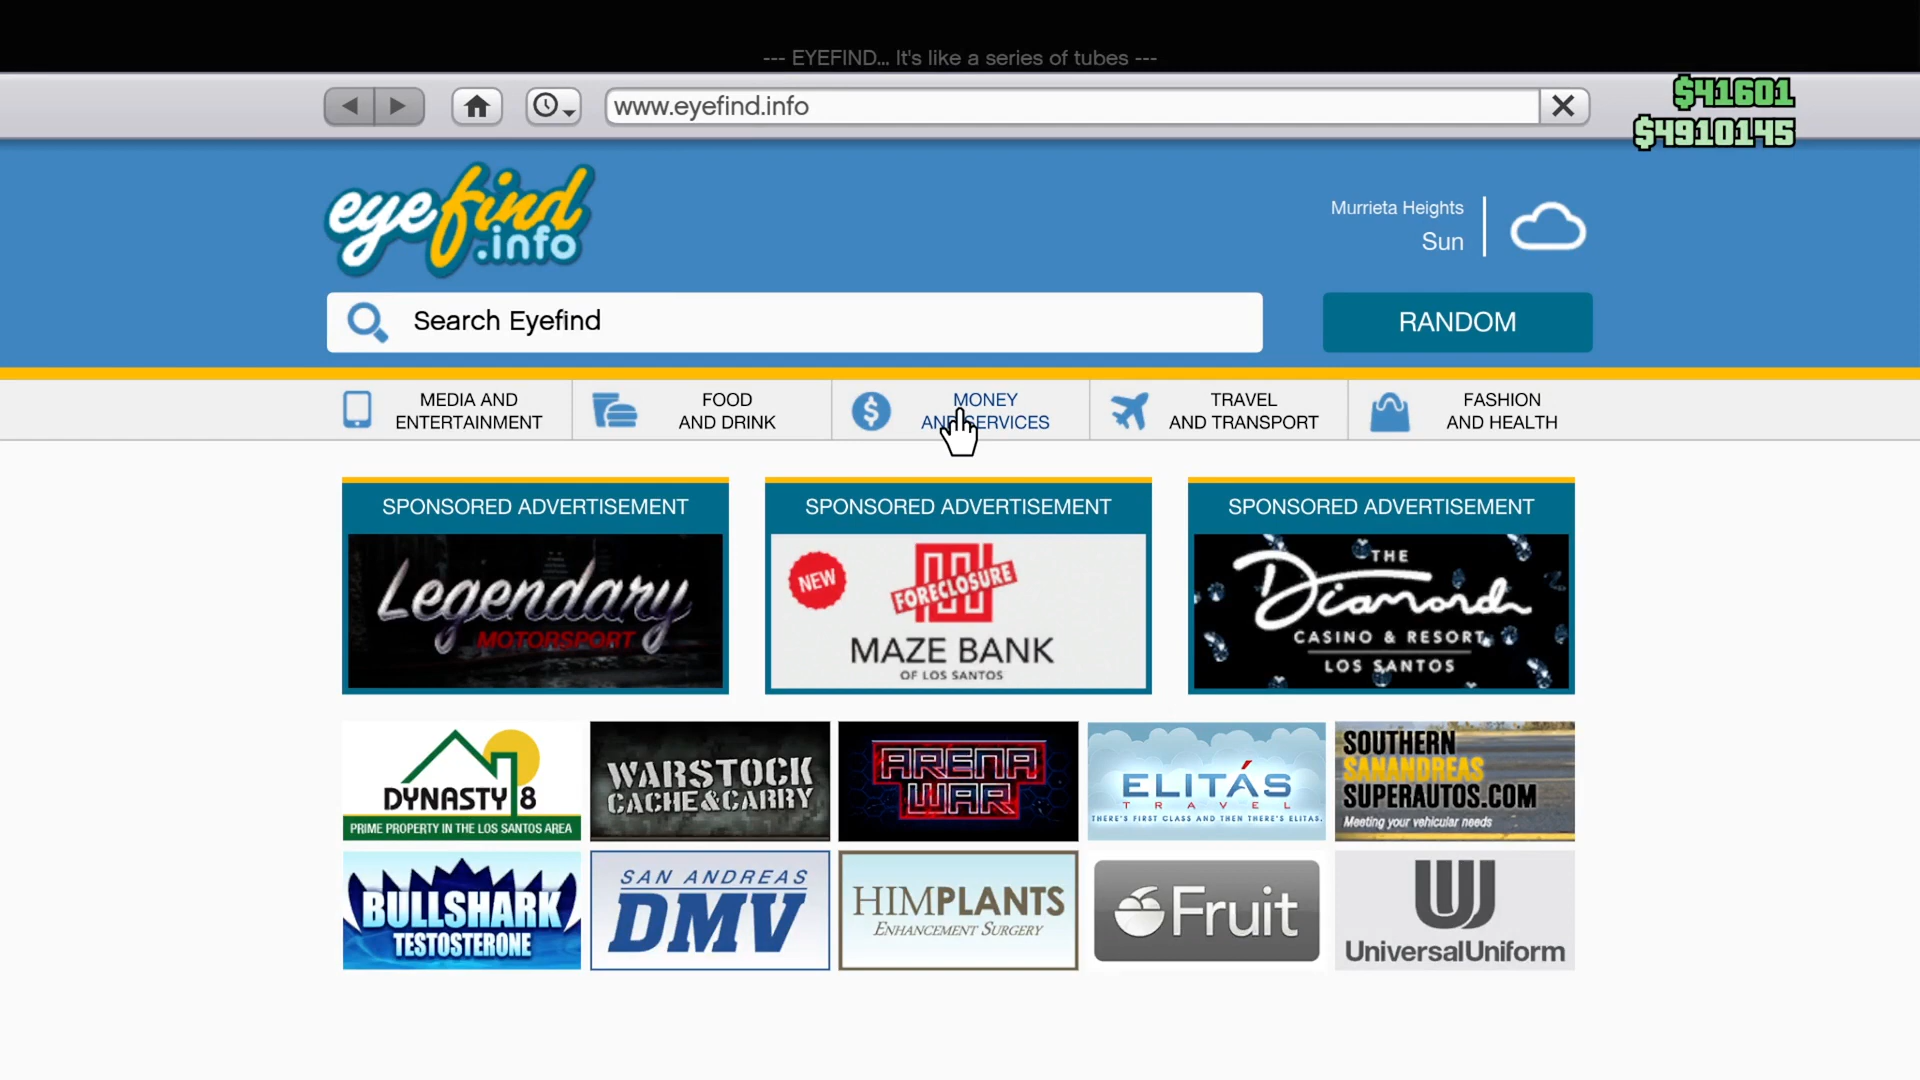 --- EYEFIND... It's like a series of tubes ---
www.eyefind.info
$41601
$4910145
eyefind
.info
Murrieta Heights
Sun
Search Eyefind
RANDOM
MEDIA AND
ENTERTAINMENT
FOOD
AND DRINK
MONEY
AND SERVICES
TRAVEL
AND TRANSPORT
FASHION
AND HEALTH
SPONSORED ADVERTISEMENT
Legendary
MOTORSPORT
SPONSORED ADVERTISEMENT
NEW
FORECLOSURE
MAZE BANK
OF LOS SANTOS
SPONSORED ADVERTISEMENT
THE
Diamond
CASINO & RESORT
LOS SANTOS
DYNASTY 8
PRIME PROPERTY IN THE LOS SANTOS AREA
WARSTOCK
CACHE&CARRY
ARENA
WAR
ELITÁS
TRAVEL
THERE'S FIRST CLASS AND THEN THERE'S ELITAS.
SOUTHERN
SANANDREAS
SUPERAUTOS.COM
Meeting your vehicular needs
BULLSHARK
TESTOSTERONE
SAN ANDREAS
DMV
HIMPLANTS
ENHANCEMENT SURGERY
Fruit
UniversalUniform